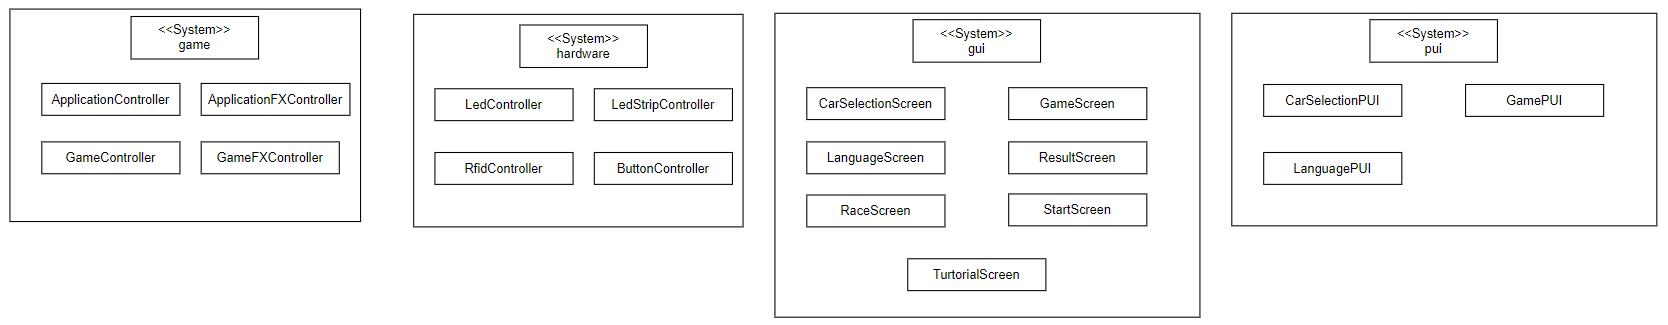 <<System>>
game
ApplicationController
ApplicationFXController
GameController
GameFXController
<<System>>
hardware
LedController
LedStripController
RfidController
ButtonController
<<System>>
gui
CarSelectionScreen
GameScreen
LanguageScreen
ResultScreen
RaceScreen
StartScreen
TurtorialScreen
<<System>>
pui
CarSelectionPUI
GamePUI
LanguagePUI